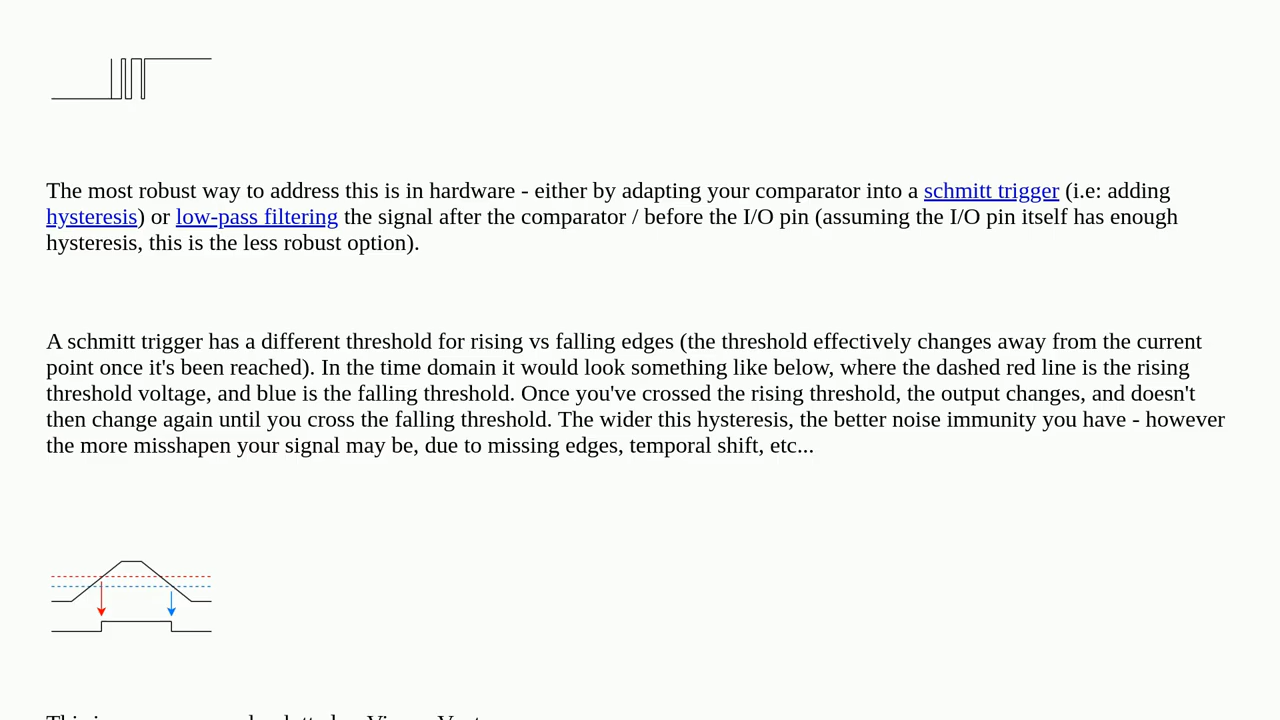 The most robust way to address this is in hardware - either by adapting your comparator into a schmitt trigger (i.e: adding
hysteresis) or low-pass filtering the signal after the comparator / before the I/O pin (assuming the I/O pin itself has enough
hysteresis, this is the less robust option).
A schmitt trigger has a different threshold for rising vs falling edges (the threshold effectively changes away from the current
point once it's been reached). In the time domain it would look something like below, where the dashed red line is the rising
threshold voltage, and blue is the falling threshold. Once you've crossed the rising threshold, the output changes, and doesn't
then change again until you cross the falling threshold. The wider this hysteresis, the better noise immunity you have - however
the more misshapen your signal may be, due to missing edges, temporal shift, etc...